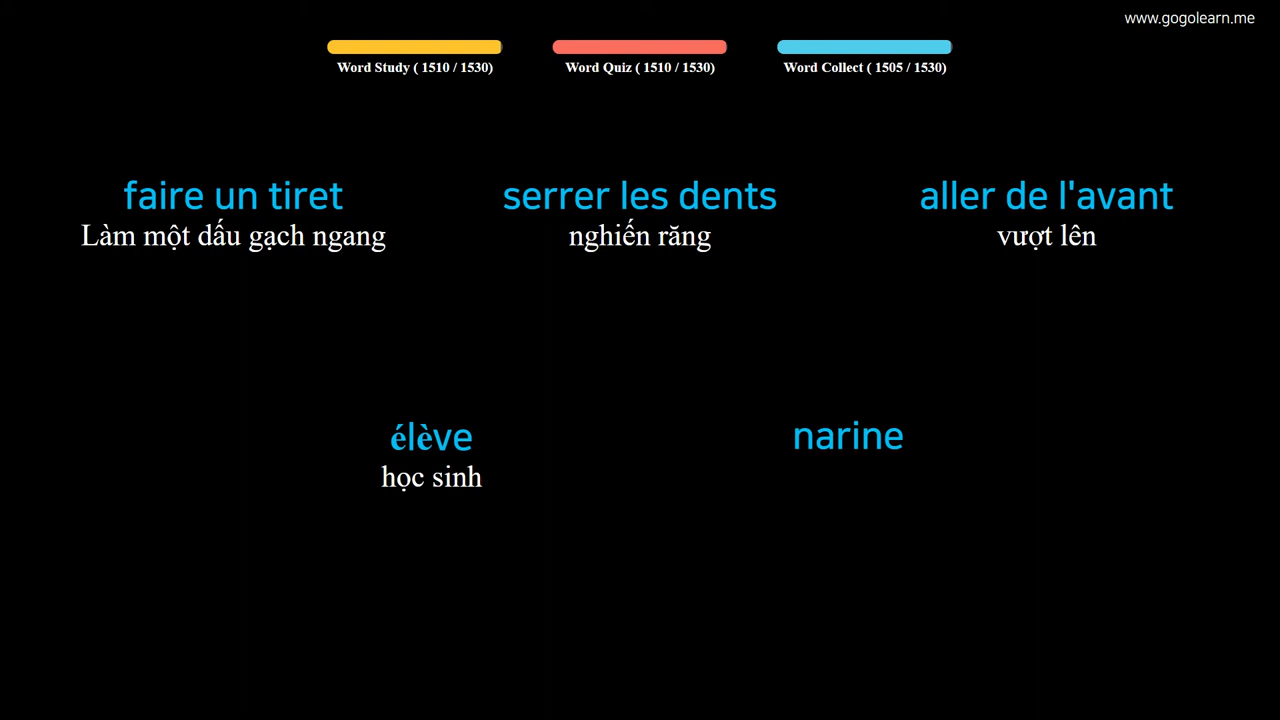 www.gogolearn.me
Word Study ( 1510 / 1530)
Word Quiz ( 1510 / 1530)
Word Collect ( 1505 / 1530)
faire un tiret
Làm một dấu gạch ngang
serrer les dents
nghiến răng
aller de l'avant
vượt lên
élève
học sinh
narine